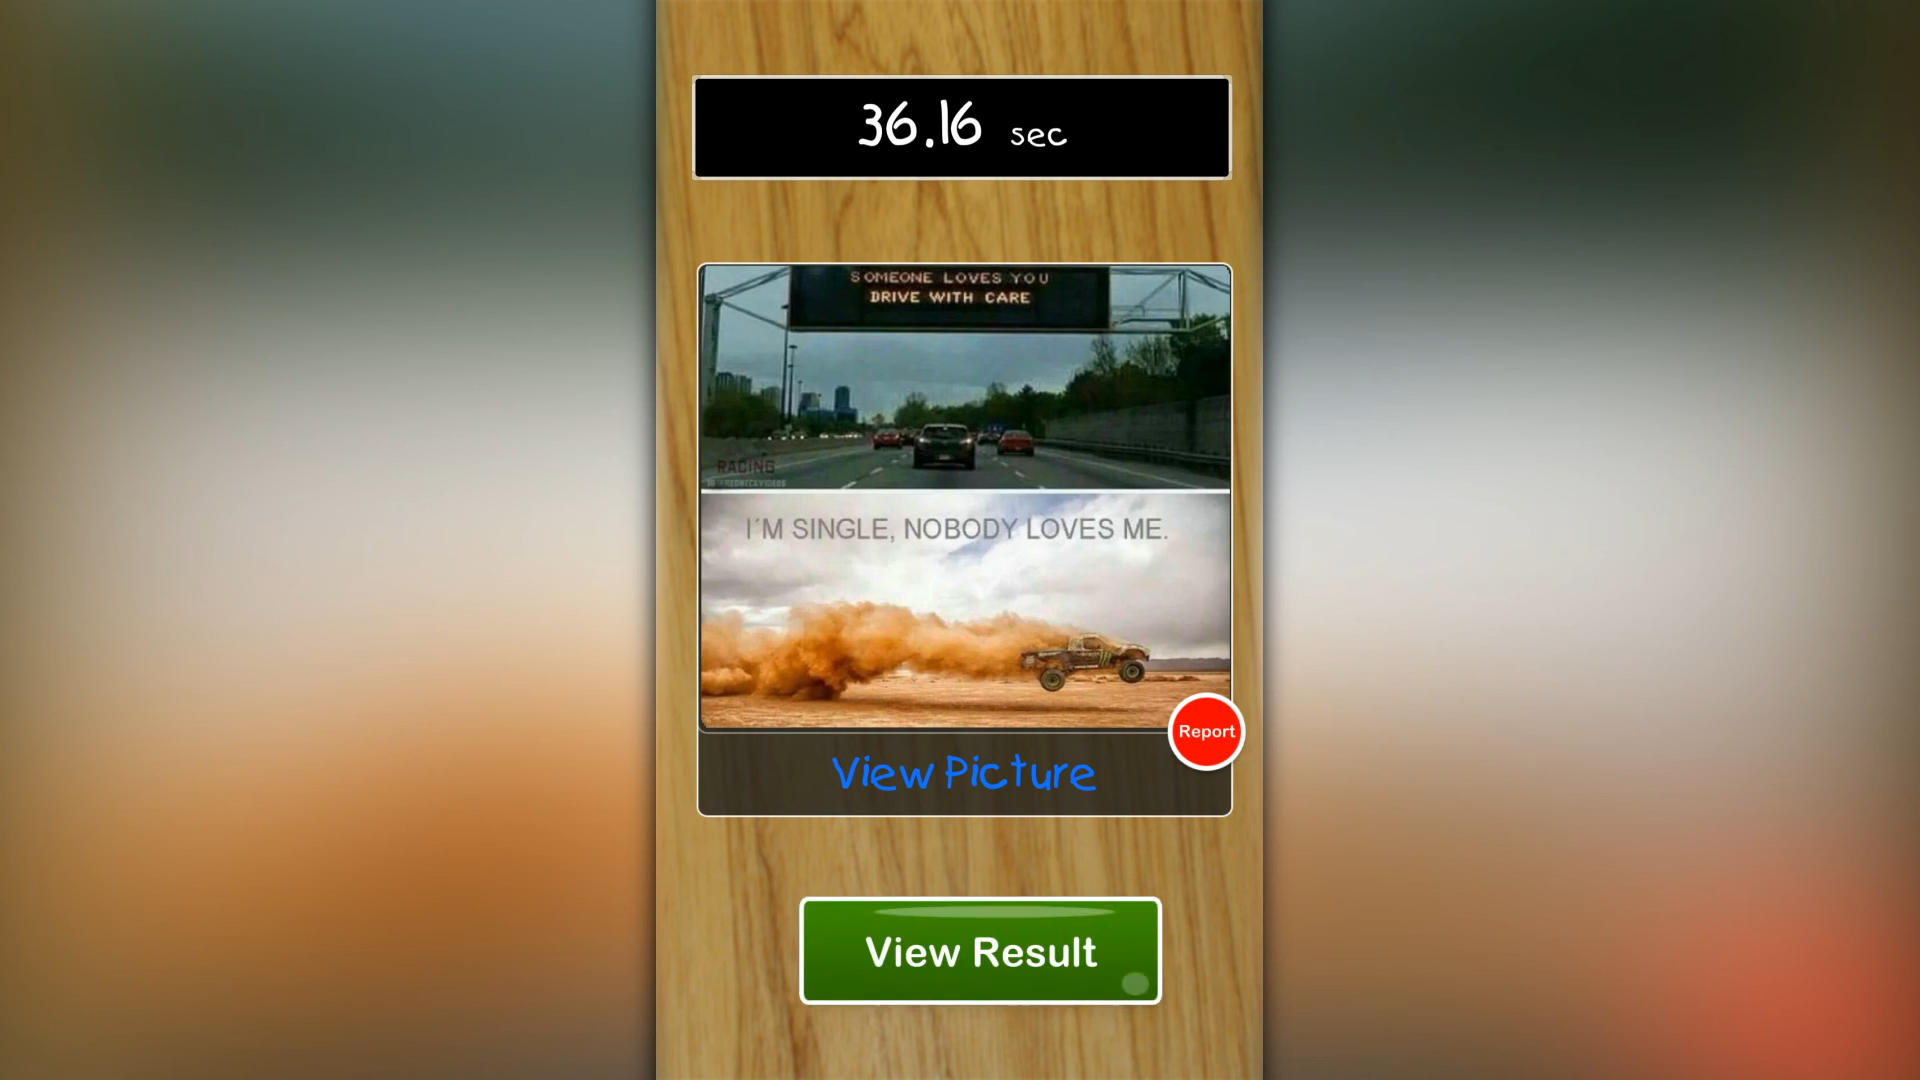 36.16 sec
SOMEONE LOVES YOU
DRIVE WITH CARE
RACING
I´M SINGLE, NOBODY LOVES ME.
Report
View Picture
View Result